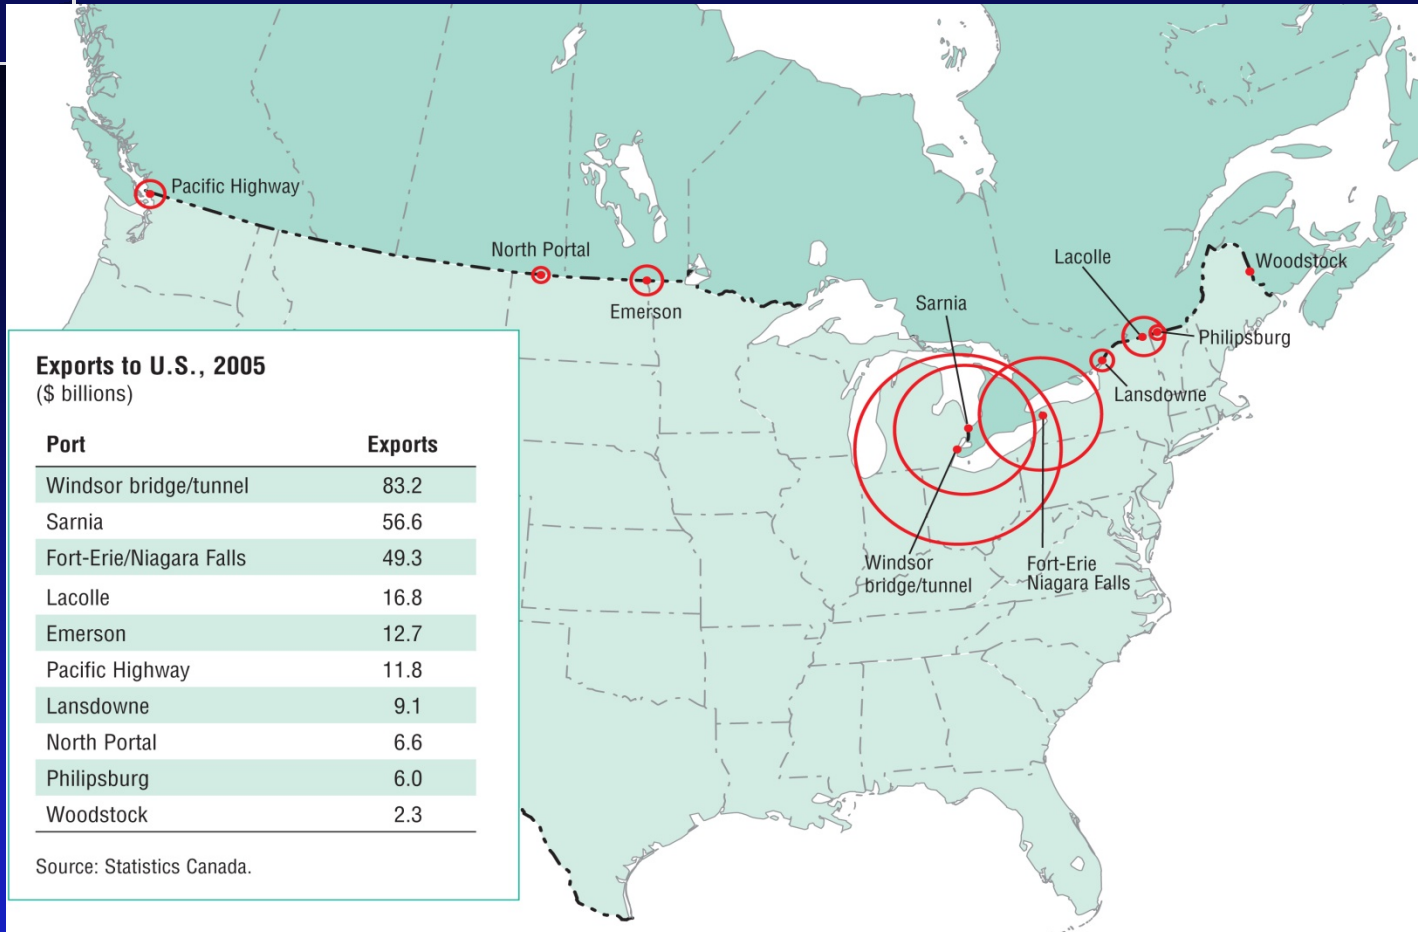 Pacific Highway
North Portal
Emerson
Sarnia
Lacolle
Woodstock
Philipsburg
Lansdowne
Windsor
bridge/tunnel
Fort-Erie
Niagara Falls
Exports to U.S., 2005
($ billions)
Port Exports
Windsor bridge/tunnel 83.2
Sarnia 56.6
Fort-Erie/Niagara Falls 49.3
Lacolle 16.8
Emerson 12.7
Pacific Highway 11.8
Lansdowne 9.1
North Portal 6.6
Philipsburg 6.0
Woodstock 2.3
Source: Statistics Canada.